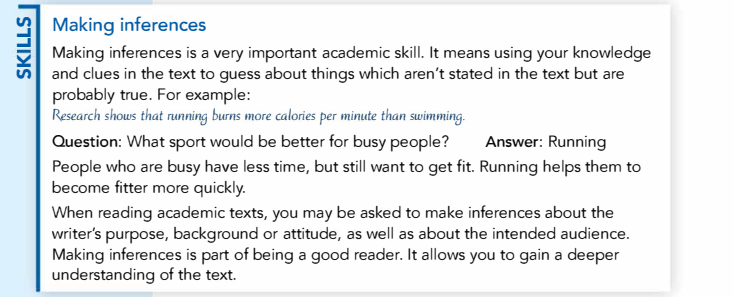 SKILLS
Making inferences
Making inferences is a very important academic skill. It means using your knowledge
and clues in the text to guess about things which aren't stated in the text but are
probably true. For example:
Research shows that running burns more calories per minute than swimming.
Question: What sport would be better for busy people? Answer: Running
People who are busy have less time, but still want to get fit. Running helps them to
become fitter more quickly.
When reading academic texts, you may be asked to make inferences about the
writer's purpose, background or attitude, as well as about the intended audience.
Making inferences is part of being a good reader. It allows you to gain a deeper
understanding of the text.